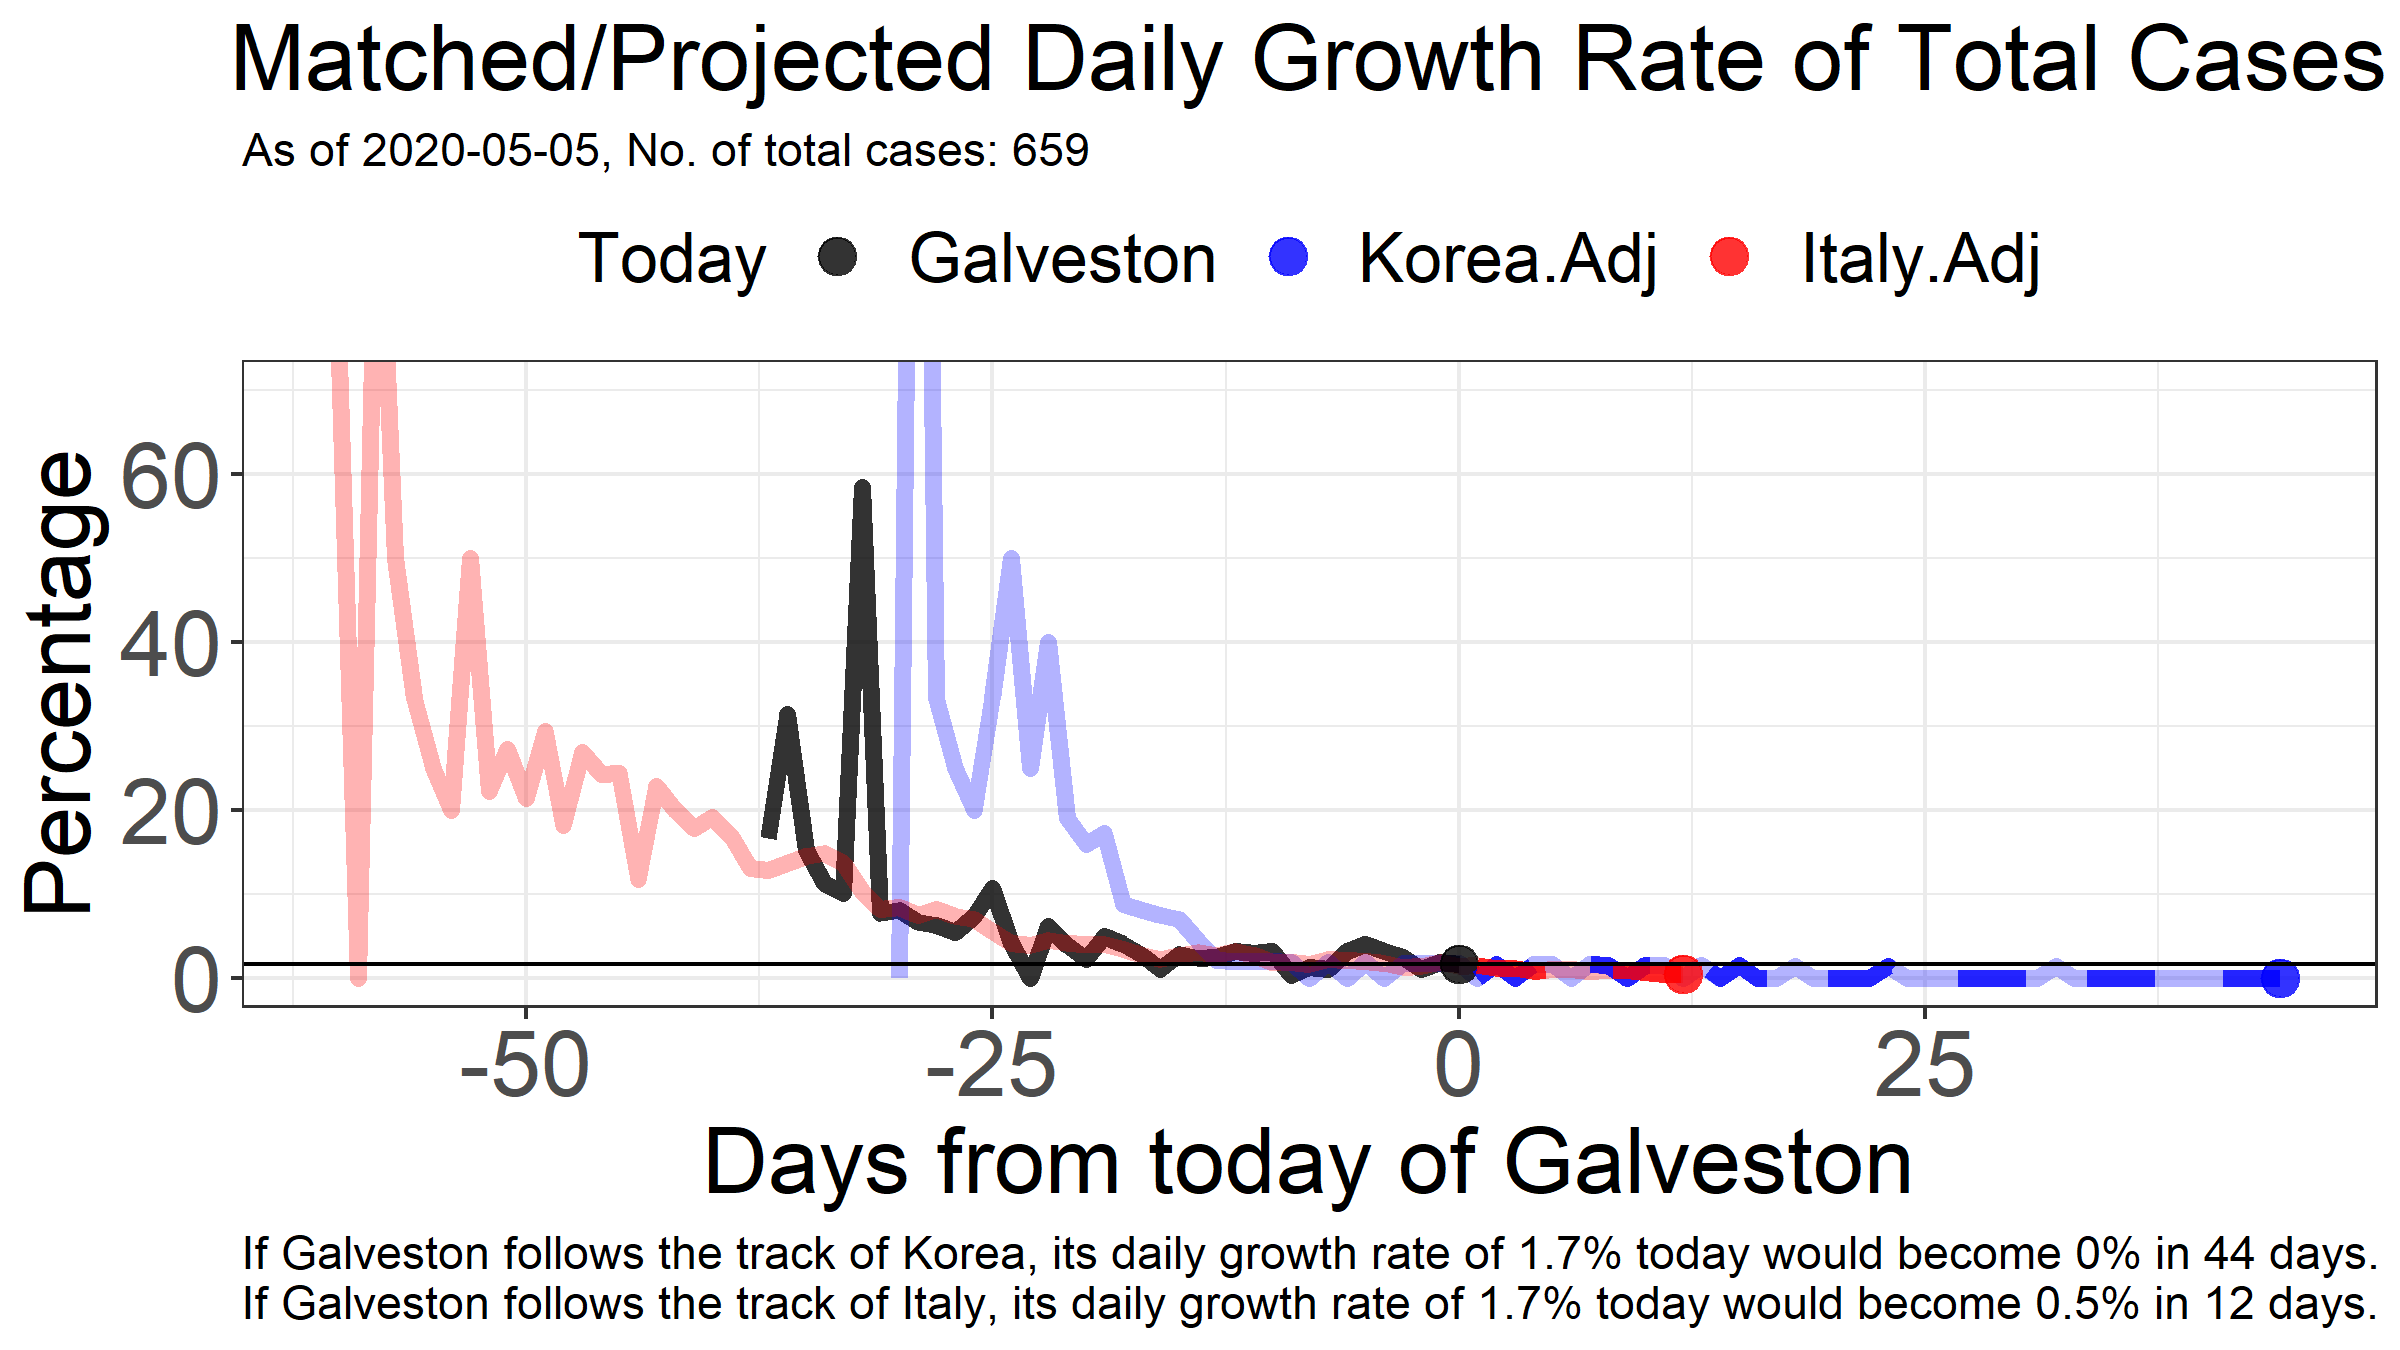 Matched/Projected Daily Growth Rate of Total Cases
As of 2020-05-05, No. of total cases: 659
Today Galveston Korea.Adj Italy.Adj
Percentage
60
40
20
0
-50 -25 0 25
Days from today of Galveston
If Galveston follows the track of Korea, its daily growth rate of 1.7% today would become 0% in 44 days.
If Galveston follows the track of Italy, its daily growth rate of 1.7% today would become 0.5% in 12 days.